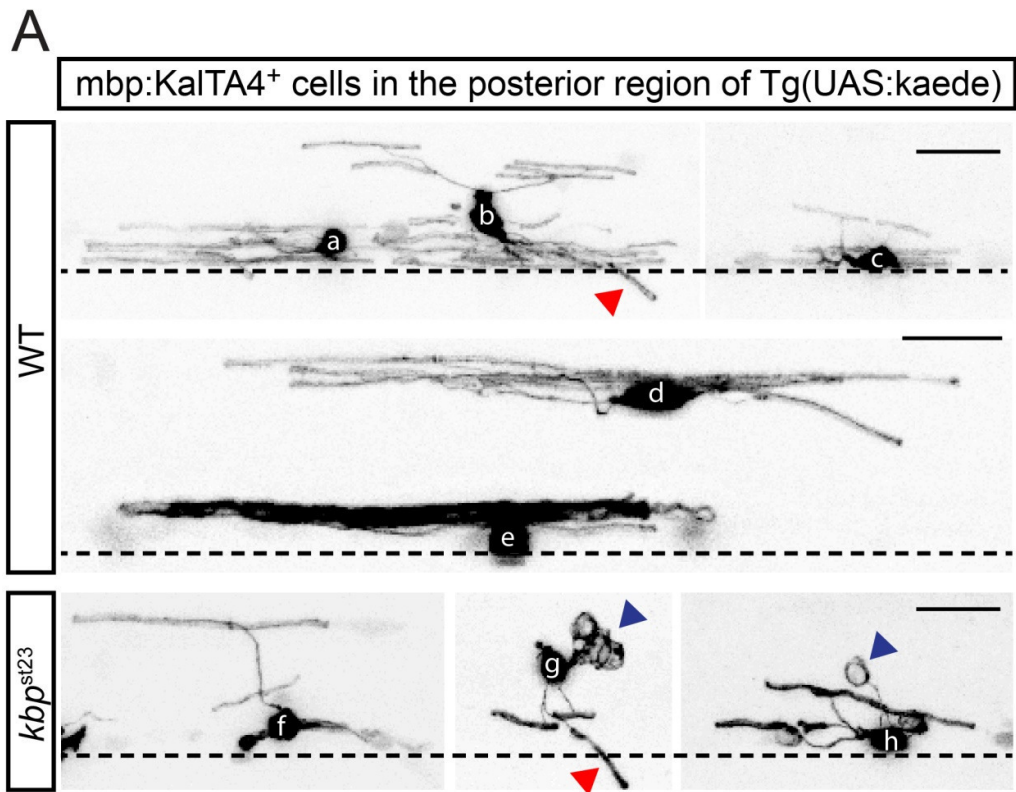 A
mbp:KalTA4⁺ cells in the posterior region of Tg(UAS:kaede)
WT
a
b
c
d
e
kbpˢᵗ²³
f
g
h